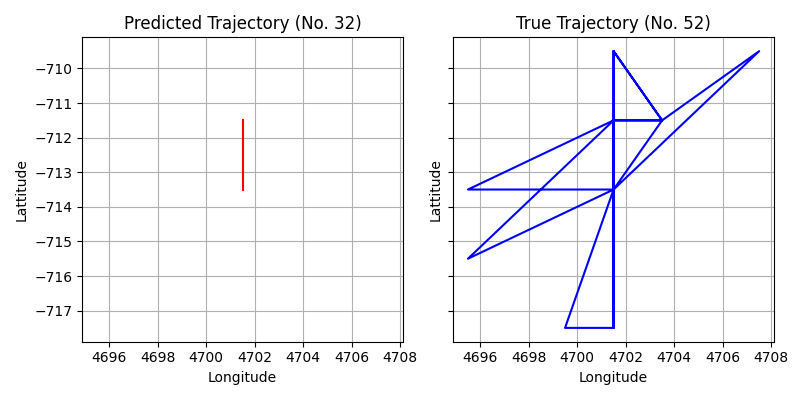 Predicted Trajectory (No. 32)
True Trajectory (No. 52)
Lattitude
−710
−711
−712
−713
−714
−715
−716
−717
4696 4698 4700 4702 4704 4706 4708
Longitude
Lattitude
4696 4698 4700 4702 4704 4706 4708
Longitude